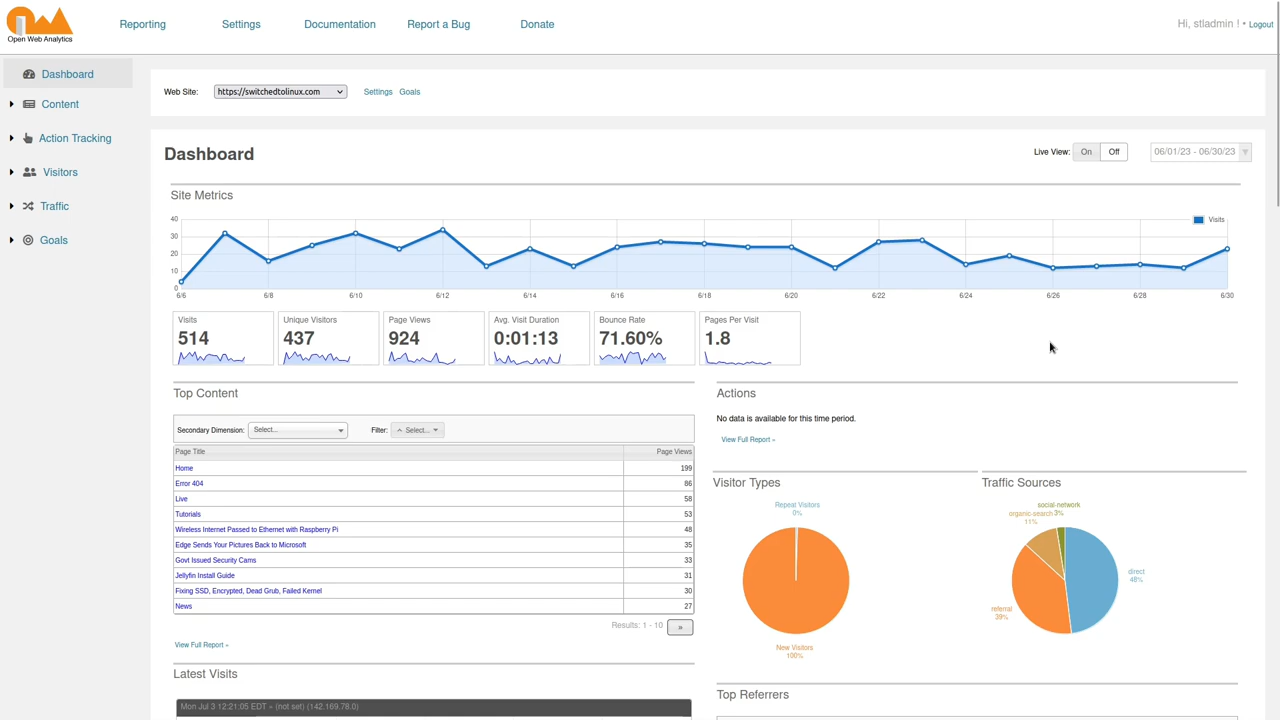 Open Web Analytics
Reporting
Settings
Documentation
Report a Bug
Donate
Hi, stladmin ! • Logout
Dashboard
Content
Action Tracking
Visitors
Traffic
Goals
Web Site:
https://switchedtolinux.com
Settings
Goals
Dashboard
Live View:
On
Off
06/01/23 - 06/30/23
Site Metrics
Visits
40
30
20
10
0
6/6
6/8
6/10
6/12
6/14
6/16
6/18
6/20
6/22
6/24
6/26
6/28
6/30
Visits
514
Unique Visitors
437
Page Views
924
Avg. Visit Duration
0:01:13
Bounce Rate
71.60%
Pages Per Visit
1.8
Top Content
Secondary Dimension: Select...
Filter: Select...
Page Title Page Views
Home 199
Error 404 86
Live 58
Tutorials 53
Wireless Internet Passed to Ethernet with Raspberry Pi 48
Edge Sends Your Pictures Back to Microsoft 35
Govt Issued Security Cams 33
Jellyfin Install Guide 31
Fixing SSD, Encrypted, Dead Grub, Failed Kernel 30
News 27
Results: 1 - 10 »
View Full Report »
Latest Visits
Mon Jul 3 12:21:05 EDT » (not set) (142.169.78.0)
Actions
No data is available for this time period.
View Full Report »
Visitor Types
Repeat Visitors
0%
New Visitors
100%
Traffic Sources
social-network
3%
organic-search
11%
direct
48%
referral
39%
Top Referrers